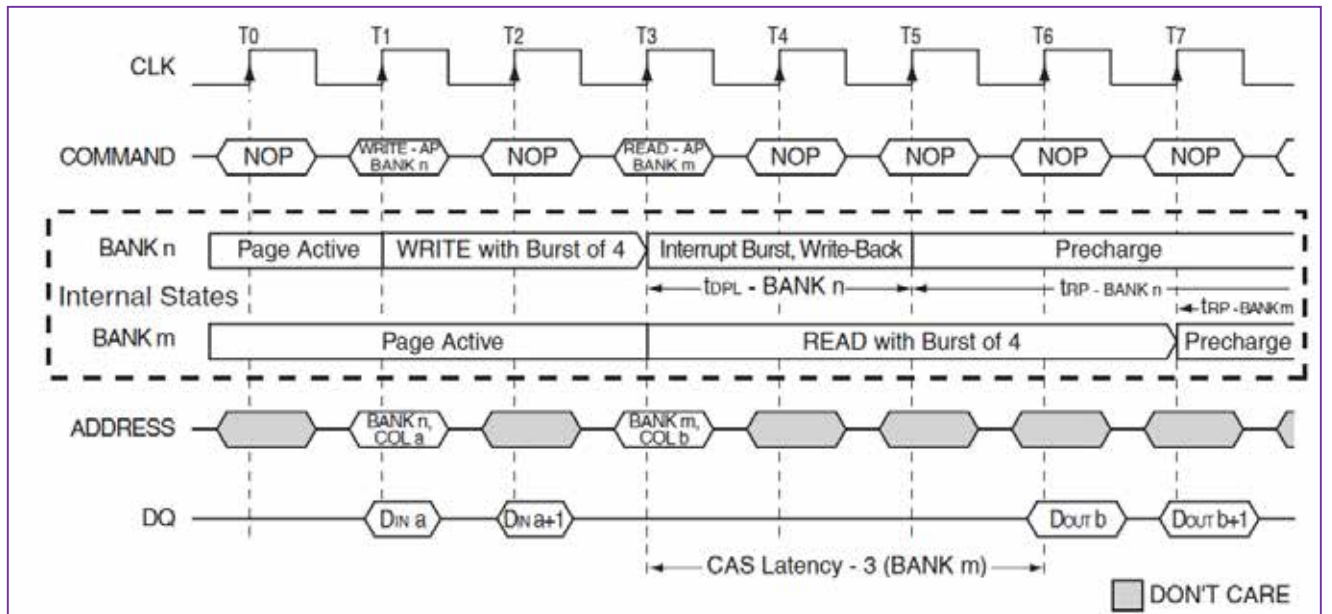 T0 T1 T2 T3 T4 T5 T6 T7
CLK
COMMAND NOP WRITE - AP BANK n NOP READ - AP BANK m NOP NOP NOP NOP
BANK n Page Active WRITE with Burst of 4 Interrupt Burst, Write-Back Precharge
tDPL - BANK n tRP - BANK n
Internal States
tRP - BANK m
BANK m Page Active READ with Burst of 4 Precharge
ADDRESS BANK n, COL a BANK m, COL b
DQ DIN a DIN a+1 DOUT b DOUT b+1
CAS Latency - 3 (BANK m)
DON'T CARE